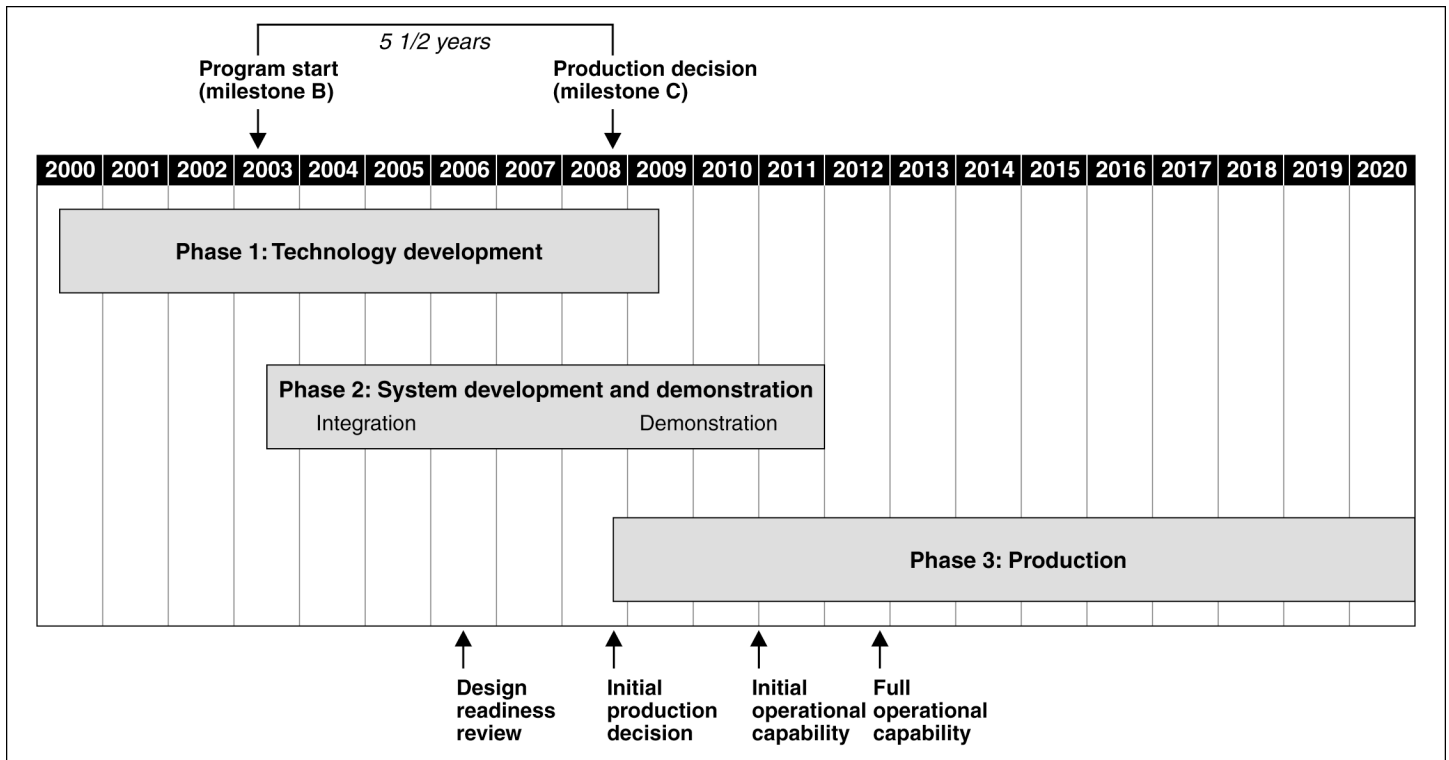 5 1/2 years
Program start
(milestone B)
Production decision
(milestone C)
2000 2001 2002 2003 2004 2005 2006 2007 2008 2009 2010 2011 2012 2013 2014 2015 2016 2017 2018 2019 2020
Phase 1: Technology development
Phase 2: System development and demonstration
Integration Demonstration
Phase 3: Production
Design
readiness
review
Initial
production
decision
Initial
operational
capability
Full
operational
capability